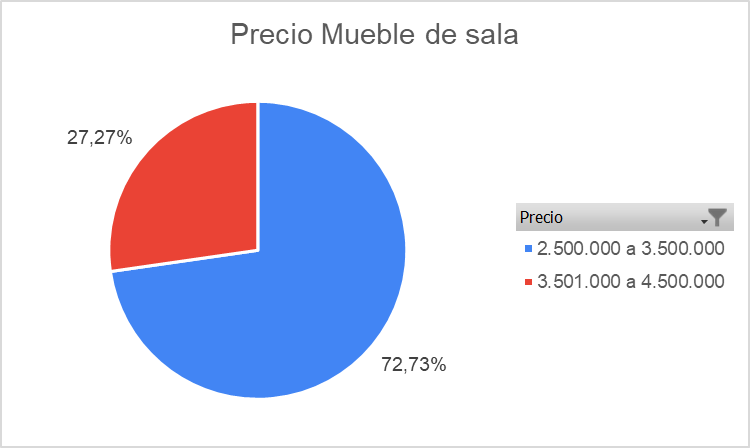 Precio Mueble de sala
27,27%
72,73%
Precio
2.500.000 a 3.500.000
3.501.000 a 4.500.000